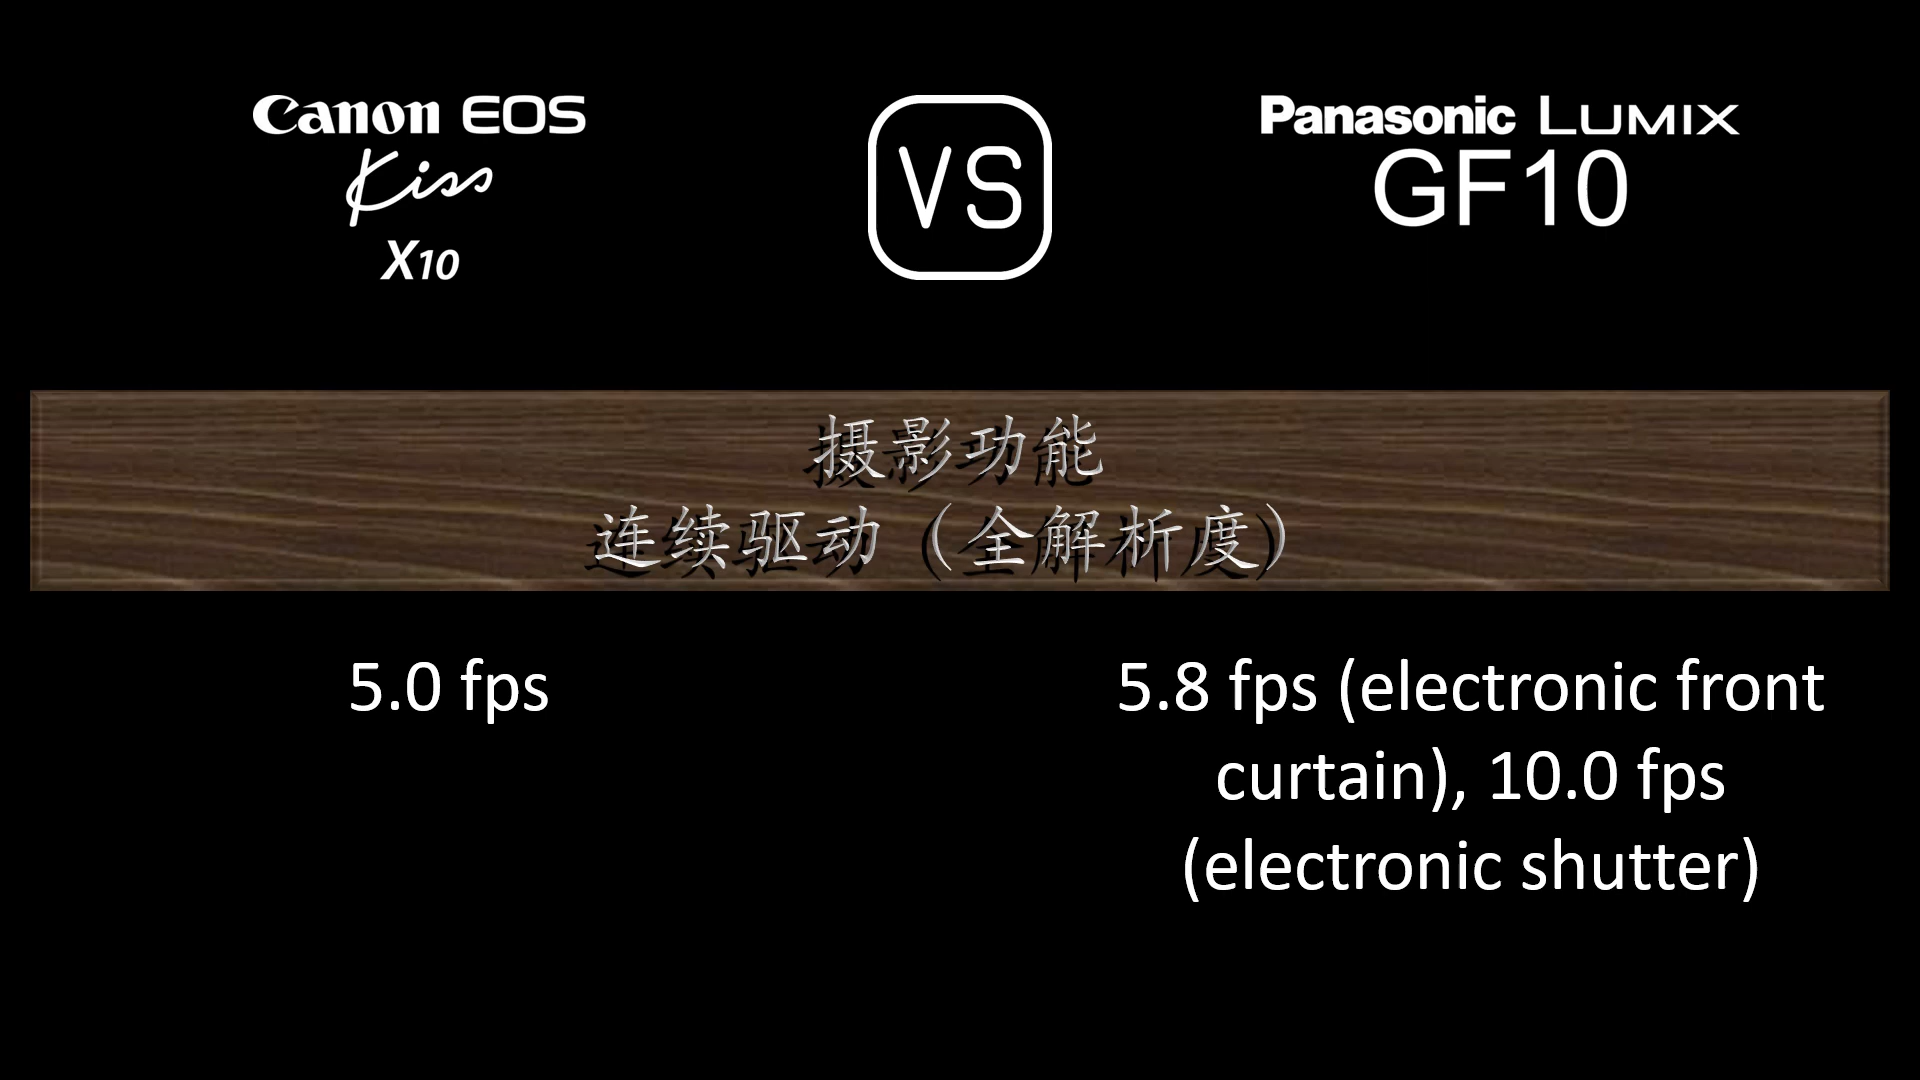 Canon EOS
Kiss
X10
VS
Panasonic LUMIX
GF10
摄影功能
连续驱动（全解析度）
5.0 fps
5.8 fps (electronic front
curtain), 10.0 fps
(electronic shutter)